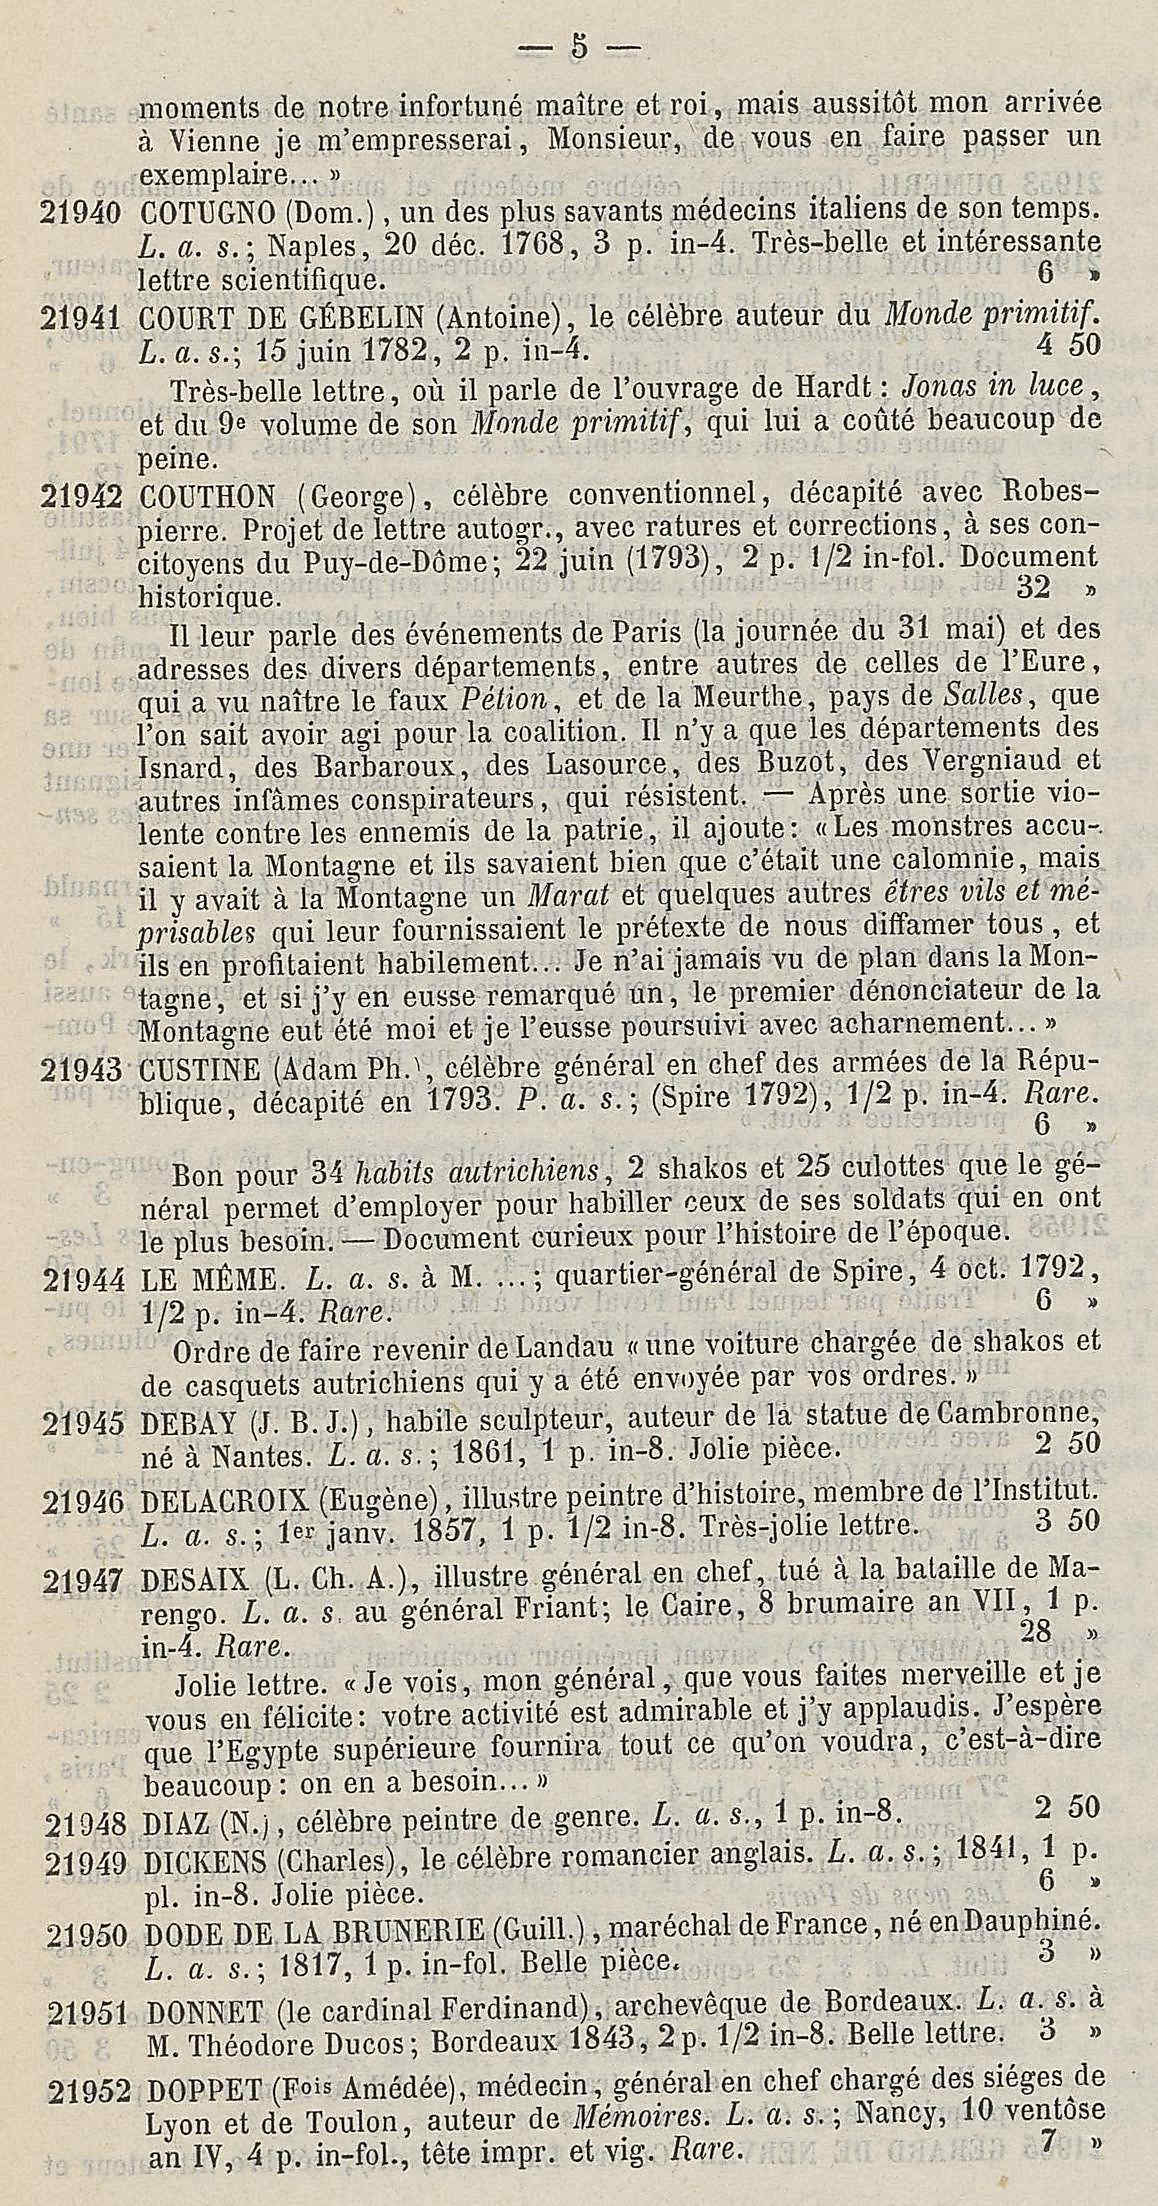 — 5 —
moments de notre infortuné maître et roi, mais aussitôt mon arrivée
à Vienne je m'empresserai, Monsieur, de vous en faire passer un
exemplaire... »
21940 COTUGNO (Dom.), un des plus savants médecins italiens de son temps.
L. a. s.; Naples, 20 déc. 1768, 3 p. in-4. Très-belle et intéressante
lettre scientifique. 6 »
21941 COURT DE GÉBELIN (Antoine), le célèbre auteur du Monde primitif.
L. a. s.; 15 juin 1782, 2 p. in-4. 4 50
Très-belle lettre, où il parle de l'ouvrage de Hardt : Jonas in luce,
et du 9e volume de son Monde primitif, qui lui a coûté beaucoup de
peine.
21942 COUTHON (George), célèbre conventionnel, décapité avec Robes-
pierre. Projet de lettre autogr., avec ratures et corrections, à ses con-
citoyens du Puy-de-Dôme; 22 juin (1793), 2 p. 1/2 in-fol. Document
historique. 32 »
Il leur parle des événements de Paris (la journée du 31 mai) et des
adresses des divers départements, entre autres de celles de l'Eure,
qui a vu naître le faux Pétion, et de la Meurthe, pays de Salles, que
l'on sait avoir agi pour la coalition. Il n'y a que les départements des
Isnard, des Barbaroux, des Lasource, des Buzot, des Vergniaud et
autres infâmes conspirateurs, qui résistent. — Après une sortie vio-
lente contre les ennemis de la patrie, il ajoute: «Les monstres accu-
saient la Montagne et ils savaient bien que c'était une calomnie, mais
il y avait à la Montagne un Marat et quelques autres êtres vils et mé-
prisables qui leur fournissaient le prétexte de nous diffamer tous, et
ils en profitaient habilement... Je n'ai jamais vu de plan dans la Mon-
tagne, et si j'y en eusse remarqué un, le premier dénonciateur de la
Montagne eut été moi et je l'eusse poursuivi avec acharnement... »
21943 CUSTINE (Adam Ph.), célèbre général en chef des armées de la Répu-
blique, décapité en 1793. P. a. s.; (Spire 1792), 1/2 p. in-4. Rare.
6 »
Bon pour 34 habits autrichiens, 2 shakos et 25 culottes que le gé-
néral permet d'employer pour habiller ceux de ses soldats qui en ont
le plus besoin. — Document curieux pour l'histoire de l'époque.
21944 LE MÊME. L. a. s. à M. ...; quartier-général de Spire, 4 oct. 1792,
1/2 p. in-4. Rare. 6 »
Ordre de faire revenir de Landau « une voiture chargée de shakos et
de casquets autrichiens qui y a été envoyée par vos ordres. »
21945 DEBAY (J. B. J.), habile sculpteur, auteur de la statue de Cambronne,
né à Nantes. L. a. s.; 1861, 1 p. in-8. Jolie pièce. 2 50
21946 DELACROIX (Eugène), illustre peintre d'histoire, membre de l'Institut.
L. a. s.; 1er janv. 1857, 1 p. 1/2 in-8. Très-jolie lettre. 3 50
21947 DESAIX (L. Ch. A.), illustre général en chef, tué à la bataille de Ma-
rengo. L. a. s. au général Friant; le Caire, 8 brumaire an VII, 1 p.
in-4. Rare. 28 »
Jolie lettre. « Je vois, mon général, que vous faites merveille et je
vous en félicite: votre activité est admirable et j'y applaudis. J'espère
que l'Egypte supérieure fournira tout ce qu'on voudra, c'est-à-dire
beaucoup : on en a besoin... »
21948 DIAZ (N.), célèbre peintre de genre. L. a. s., 1 p. in-8. 2 50
21949 DICKENS (Charles), le célèbre romancier anglais. L. a. s.; 1841, 1 p.
pl. in-8. Jolie pièce. 6 »
21950 DODE DE LA BRUNERIE (Guill.), maréchal de France, né en Dauphiné.
L. a. s.; 1817, 1 p. in-fol. Belle pièce. 3 »
21951 DONNET (le cardinal Ferdinand), archevêque de Bordeaux. L. a. s. à
M. Théodore Ducos; Bordeaux 1843, 2 p. 1/2 in-8. Belle lettre. 3 »
21952 DOPPET (Fois Amédée), médecin, général en chef chargé des siéges de
Lyon et de Toulon, auteur de Mémoires. L. a. s.; Nancy, 10 ventôse
an IV, 4 p. in-fol., tête impr. et vig. Rare. 7 »